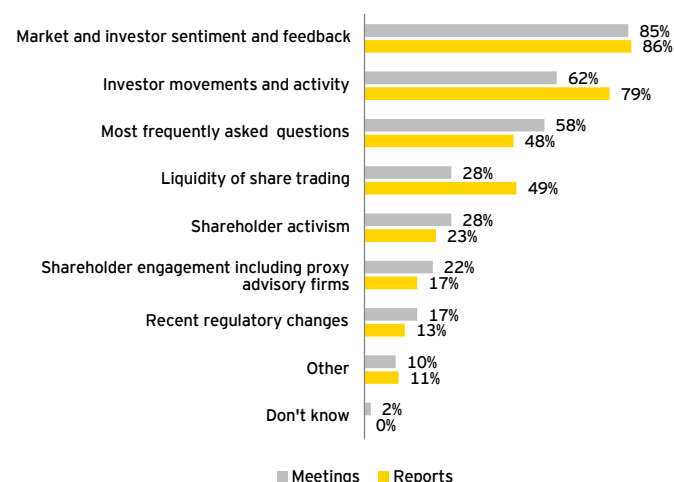 Market and investor sentiment and feedback
85%
86%
Investor movements and activity
62%
79%
Most frequently asked questions
58%
48%
Liquidity of share trading
28%
49%
Shareholder activism
28%
23%
Shareholder engagement including proxy
advisory firms
22%
17%
Recent regulatory changes
17%
13%
Other
10%
11%
Don't know
2%
0%
Meetings Reports